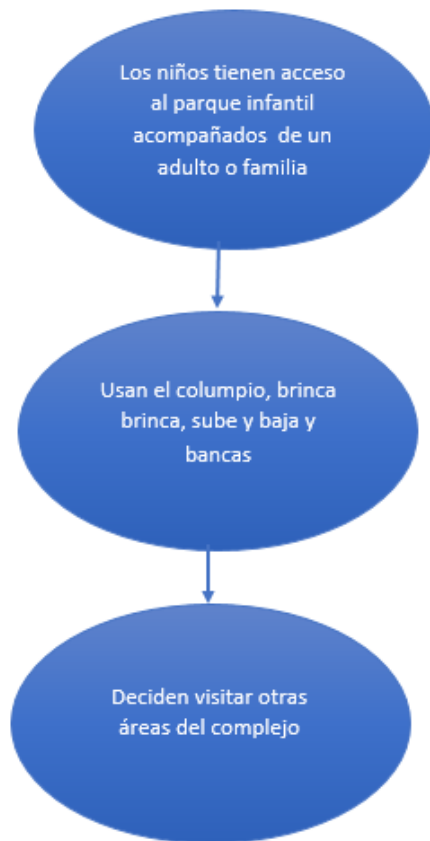 Los niños tienen acceso
al parque infantil
acompañados de un
adulto o familia
Usan el columpio, brinca
brinca, sube y baja y
bancas
Deciden visitar otras
áreas del complejo